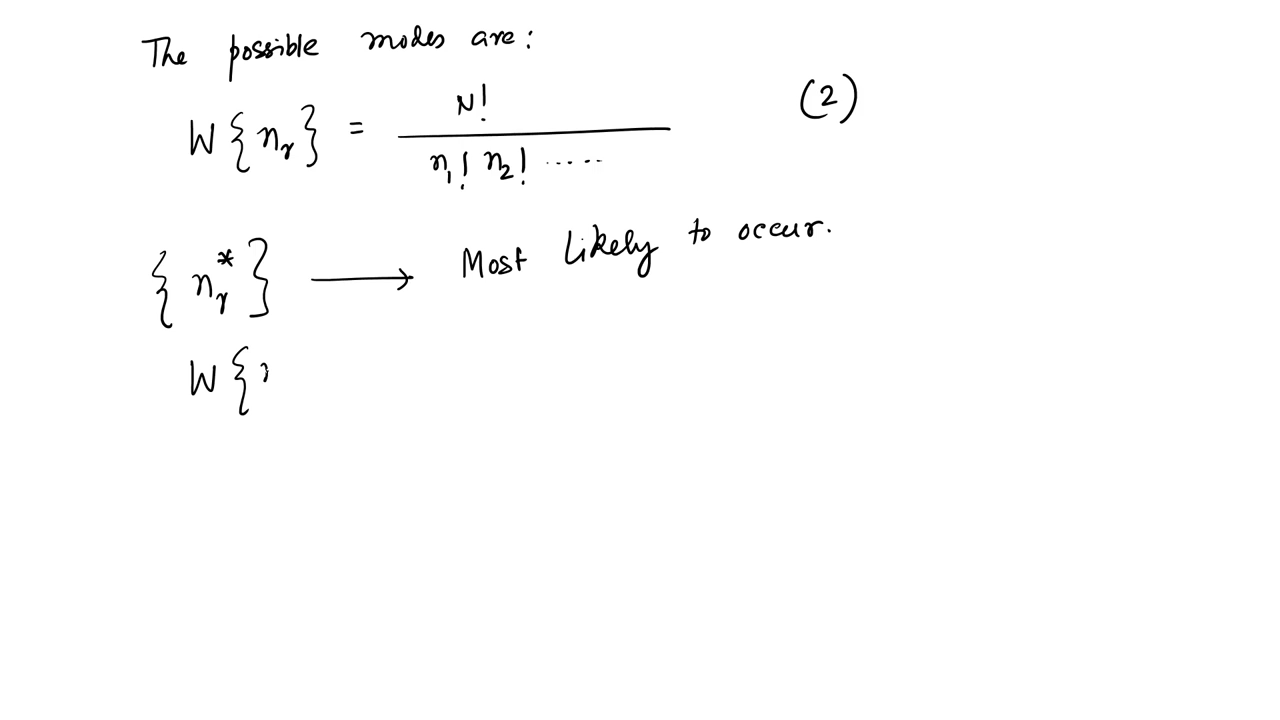 The possible modes are:
W{n_r} = N! / n_1! n_2! ..... (2)
{n_r^*} ⟶ Most Likely to occur.
W{